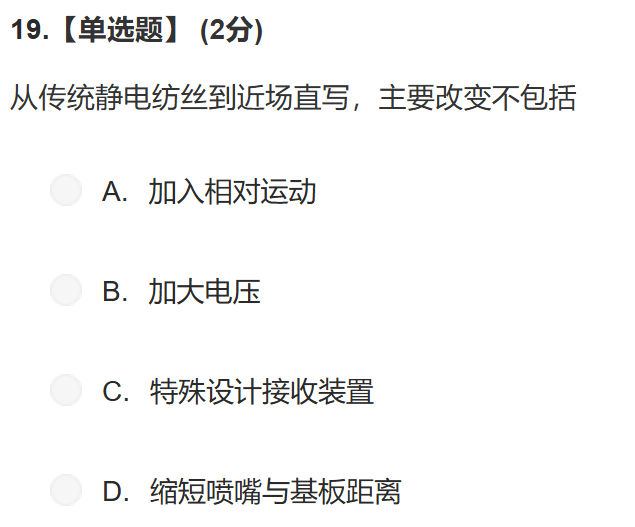 19.【单选题】 (2分)
从传统静电纺丝到近场直写，主要改变不包括
A. 加入相对运动
B. 加大电压
C. 特殊设计接收装置
D. 缩短喷嘴与基板距离